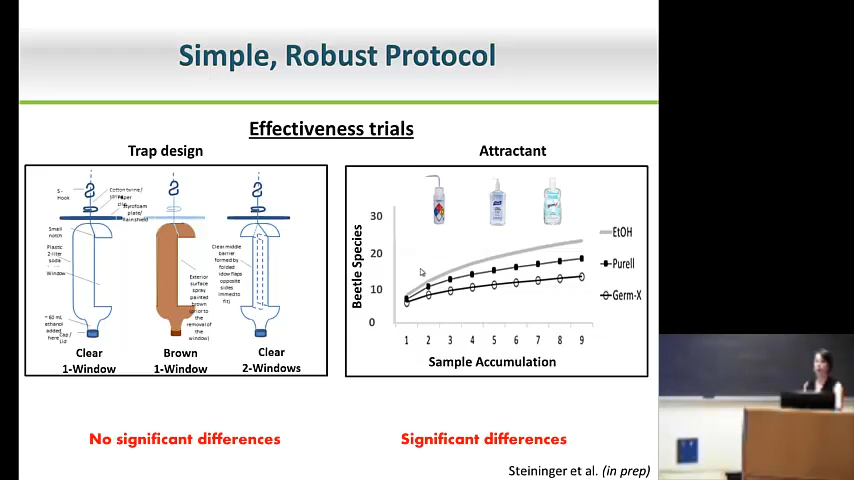 Simple, Robust Protocol
Effectiveness trials
Trap design
S -
Hook
Cotton twine/
Styrofoam
plate/
Rainshield
Small
notch
Plastic
2-liter
soda
Window
~ 60 mL
ethanol
added
here
Cap /
Lid
Exterior
surface
spray
painted
brown
(prior to
the
removal of
the
window)
Clear middle
barrier
formed by
folded
opposite
sides
Clear
1-Window
Brown
1-Window
Clear
2-Windows
No significant differences
Attractant
Beetle Species
30
20
10
0
1 2 3 4 5 6 7 8 9
Sample Accumulation
EtOH
Purell
Germ-X
Significant differences
Steininger et al. (in prep)